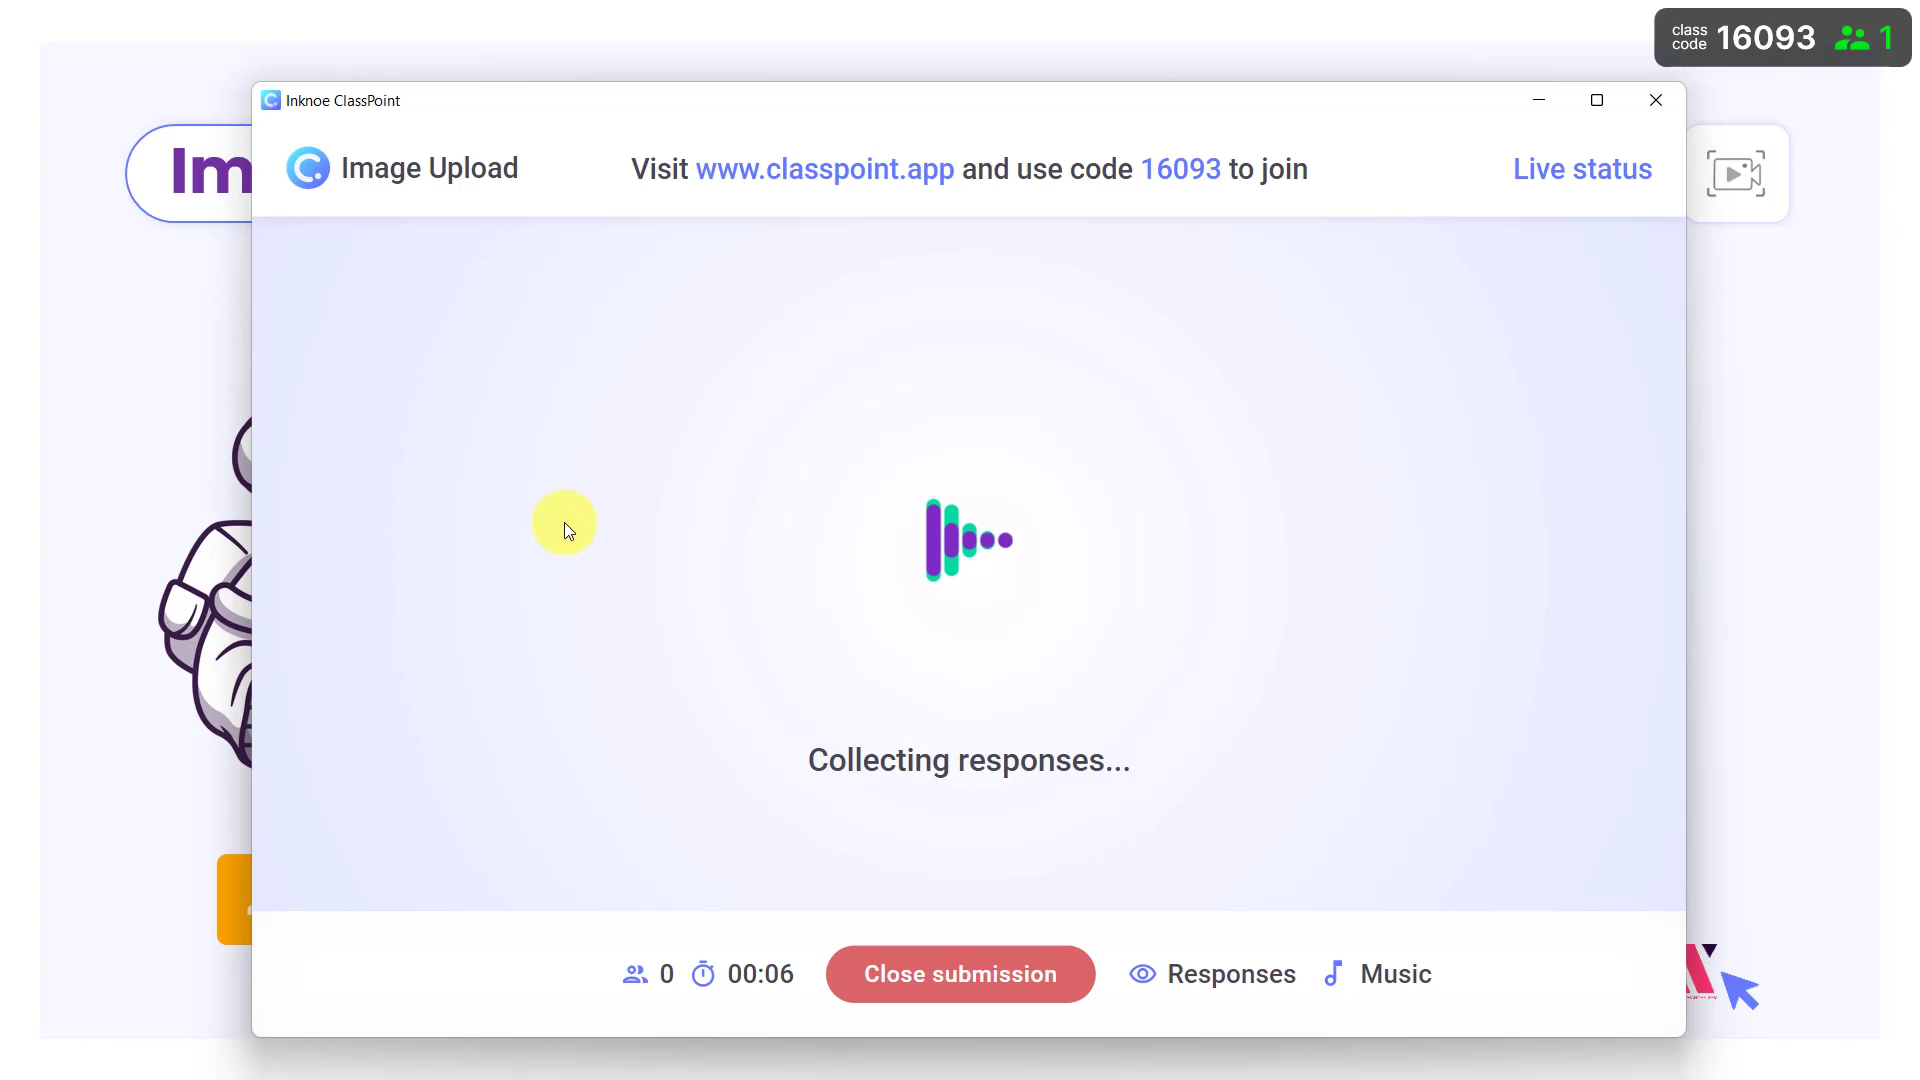 class
code 16093 1
Inknoe ClassPoint
Im
Image Upload
Visit www.classpoint.app and use code 16093 to join
Live status
Collecting responses...
0
00:06
Close submission
Responses
Music